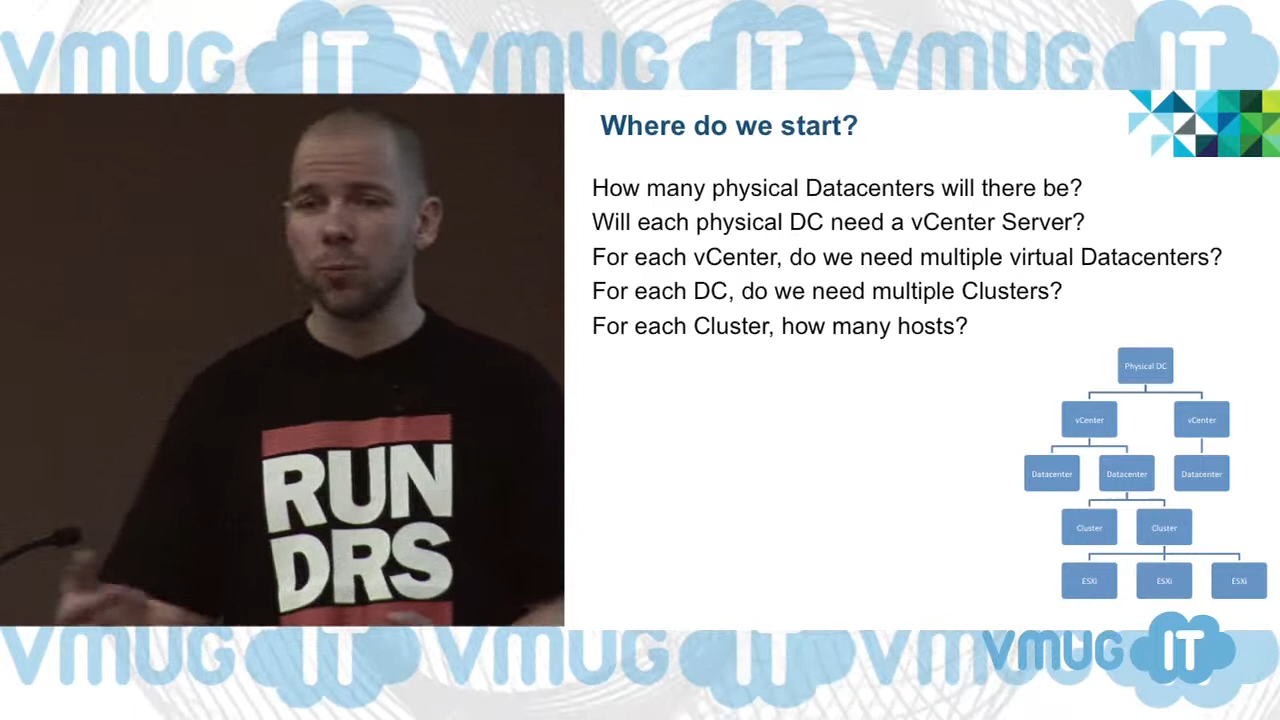 vmug IT vmug IT vmug IT
Where do we start?
How many physical Datacenters will there be?
Will each physical DC need a vCenter Server?
For each vCenter, do we need multiple virtual Datacenters?
For each DC, do we need multiple Clusters?
For each Cluster, how many hosts?
Physical DC
vCenter vCenter
Datacenter Datacenter Datacenter
Cluster Cluster
ESXi ESXi ESXi
RUN
DRS
vmug IT vmug IT vmug
vmug IT